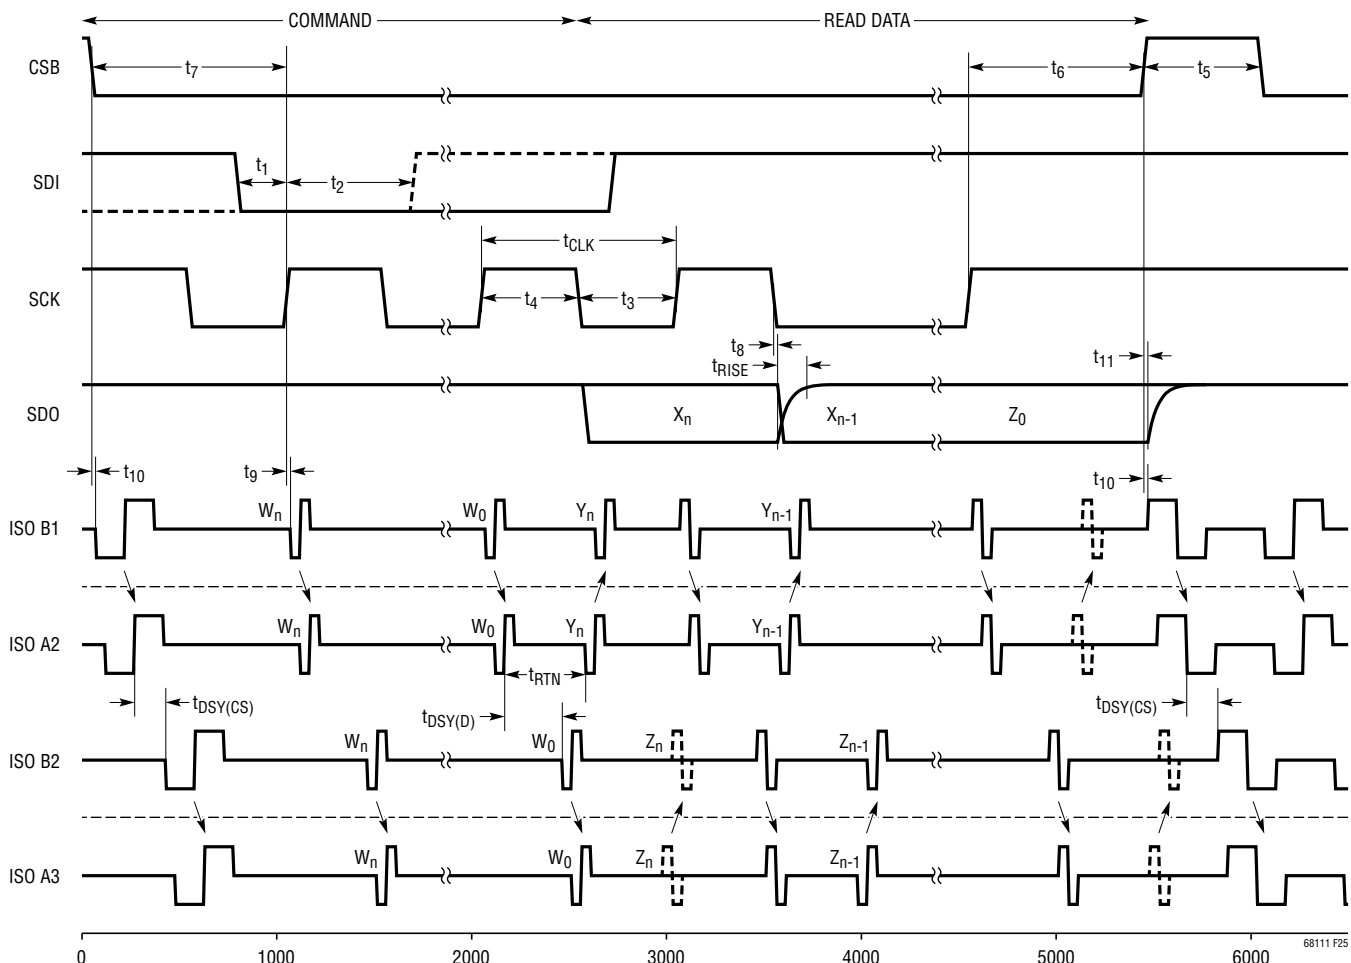 COMMAND READ DATA
CSB t7 t6 t5
SDI t1 t2
tCLK
SCK t4 t3
t8 t11
tRISE
SDO Xn Xn-1 Z0
t10 t9 t10
ISO B1 Wn W0 Yn Yn-1
ISO A2 Wn W0 Yn Yn-1
tRTN
tDSY(CS) tDSY(D) tDSY(CS)
ISO B2 Wn W0 Zn Zn-1
ISO A3 Wn W0 Zn Zn-1
68111 F25
0 1000 2000 3000 4000 5000 6000